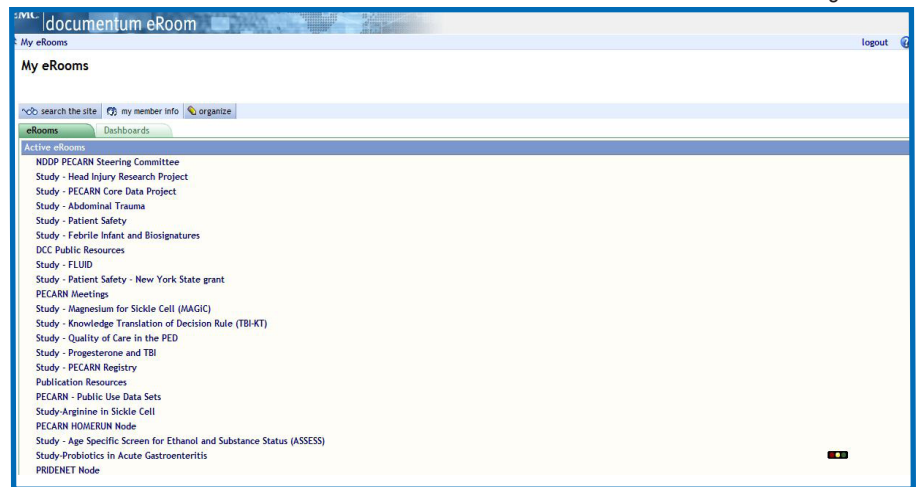 EMC documentum eRoom
My eRooms logout ?
My eRooms
search the site my member info organize
eRooms Dashboards
Active eRooms
NDDP PECARN Steering Committee
Study - Head Injury Research Project
Study - PECARN Core Data Project
Study - Abdominal Trauma
Study - Patient Safety
Study - Febrile Infant and Biosignatures
DCC Public Resources
Study - FLUID
Study - Patient Safety - New York State grant
PECARN Meetings
Study - Magnesium for Sickle Cell (MAGiC)
Study - Knowledge Translation of Decision Rule (TBI-KT)
Study - Quality of Care in the PED
Study - Progesterone and TBI
Study - PECARN Registry
Publication Resources
PECARN - Public Use Data Sets
Study-Arginine in Sickle Cell
PECARN HOMERUN Node
Study - Age Specific Screen for Ethanol and Substance Status (ASSESS)
Study-Probiotics in Acute Gastroenteritis
PRIDENET Node